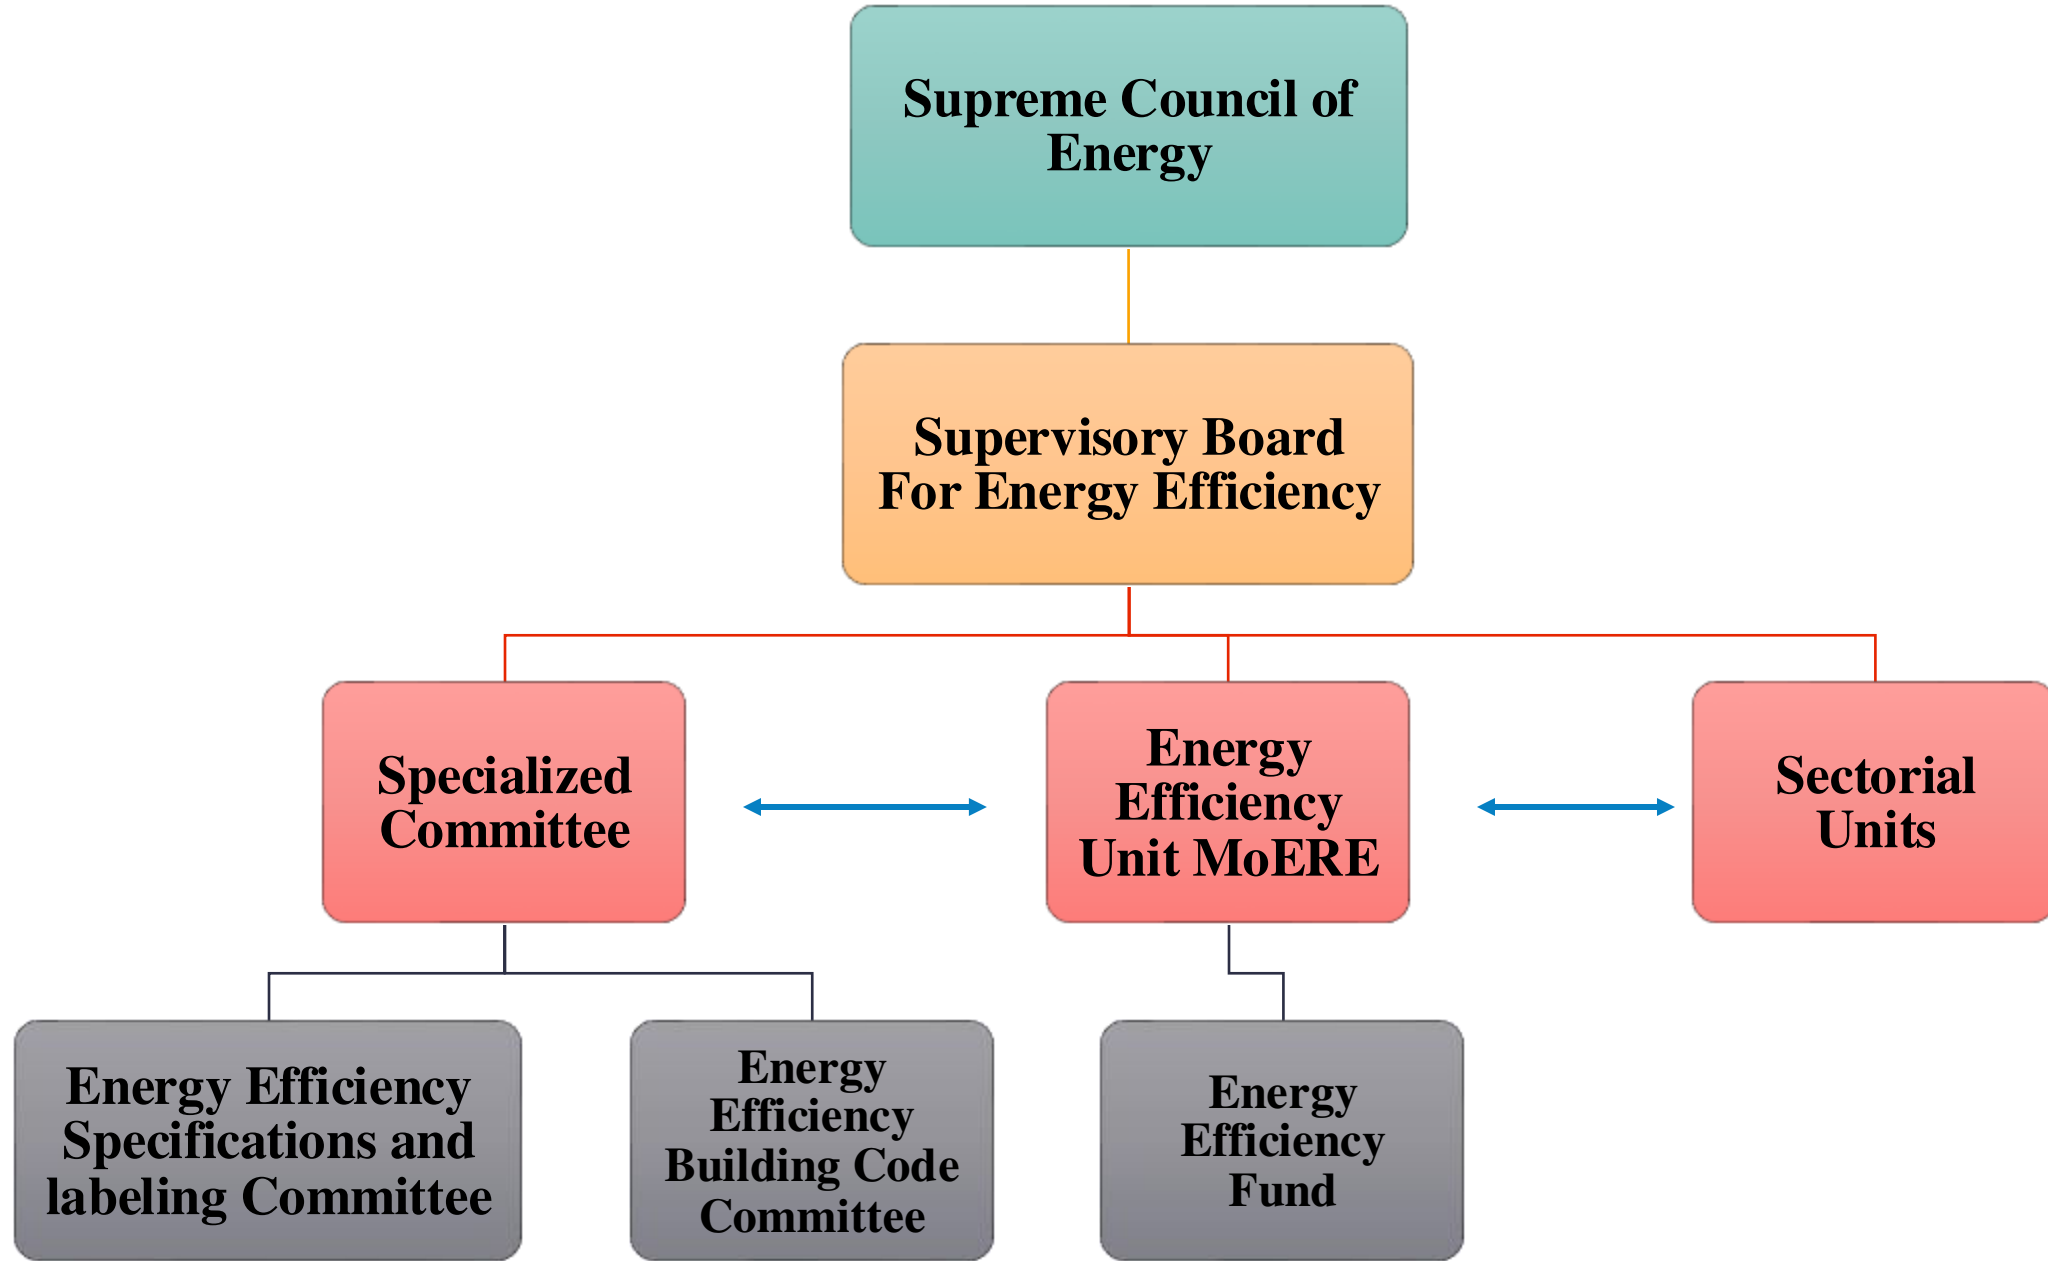 Supreme Council of
Energy
Supervisory Board
For Energy Efficiency
Specialized
Committee
Energy
Efficiency
Unit MoERE
Sectorial
Units
Energy Efficiency
Specifications and
labeling Committee
Energy
Efficiency
Building Code
Committee
Energy
Efficiency
Fund